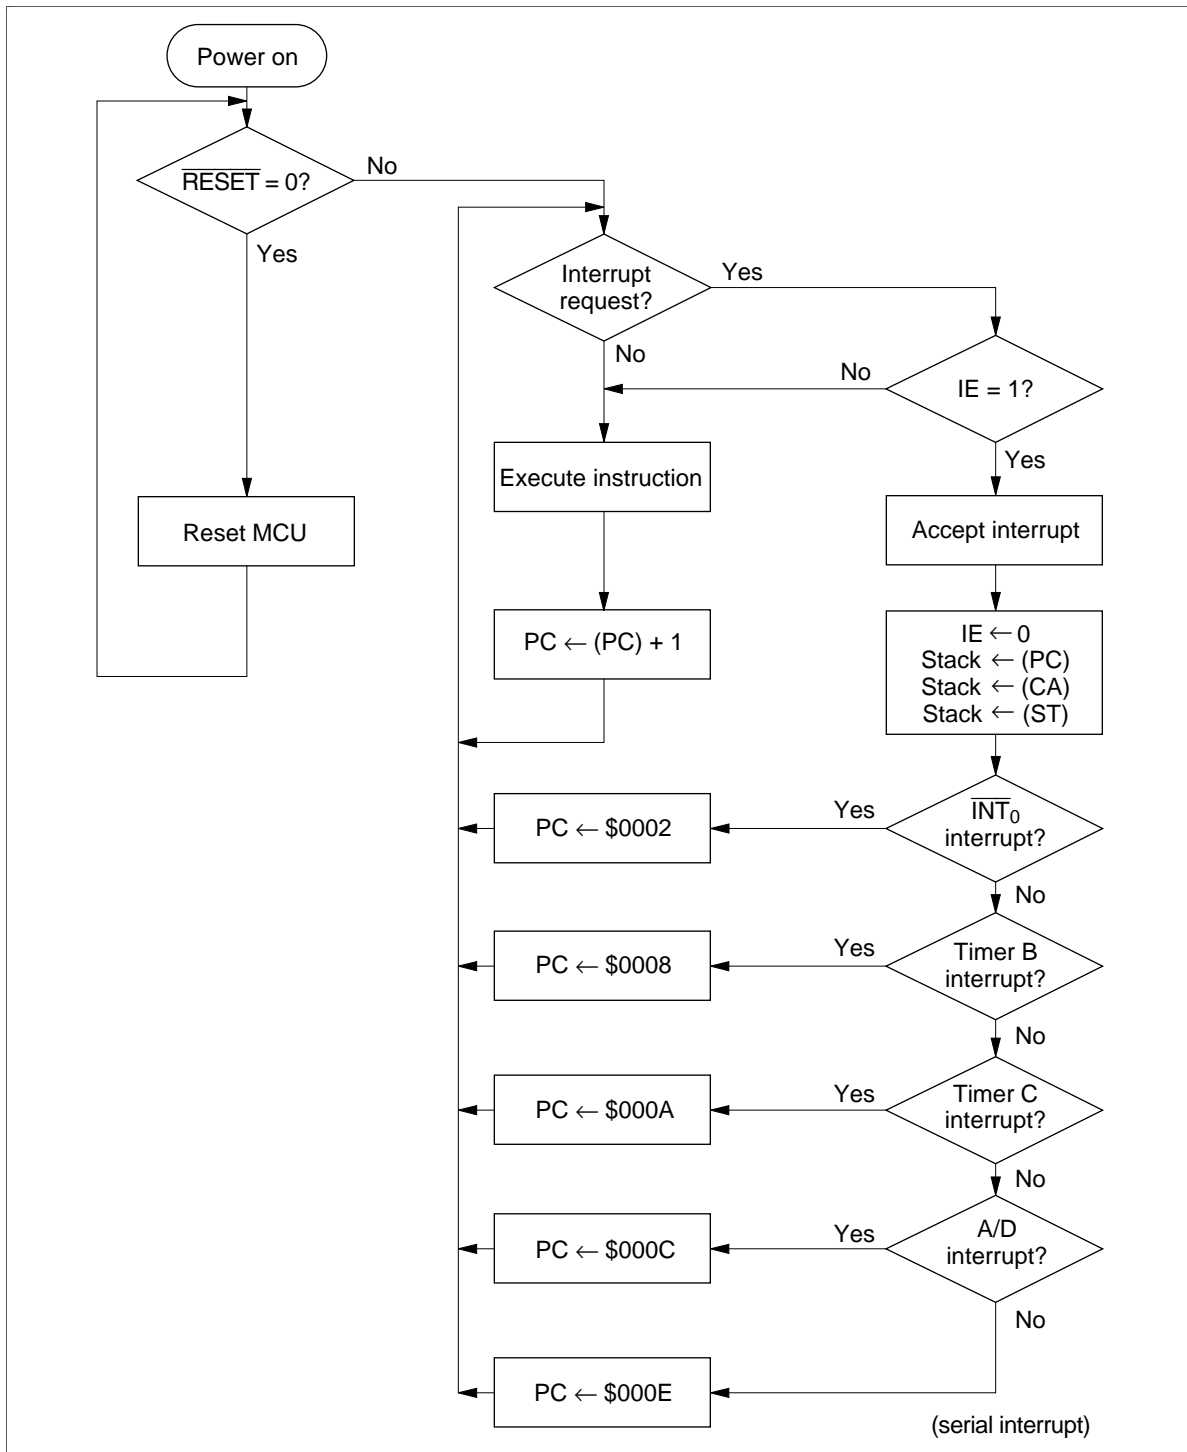 Power on
R̅E̅S̅E̅T̅ = 0?
No
Yes
Reset MCU
Interrupt
request?
Yes
No
IE = 1?
No
Yes
Execute instruction
PC ← (PC) + 1
Accept interrupt
IE ← 0
Stack ← (PC)
Stack ← (CA)
Stack ← (ST)
I̅N̅T̅₀
interrupt?
Yes
PC ← $0002
No
Timer B
interrupt?
Yes
PC ← $0008
No
Timer C
interrupt?
Yes
PC ← $000A
No
A/D
interrupt?
Yes
PC ← $000C
No
PC ← $000E
(serial interrupt)